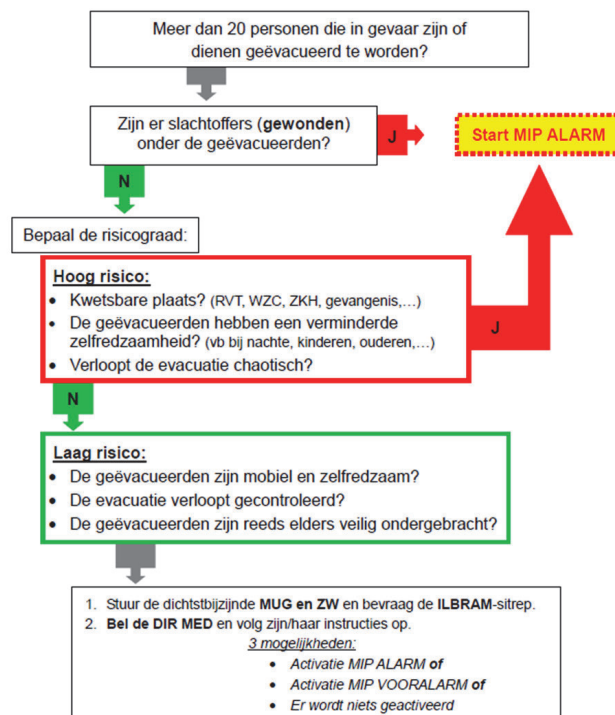 Meer dan 20 personen die in gevaar zijn of
dienen geëvacueerd te worden?
Zijn er slachtoffers (gewonden)
onder de geëvacueerden?
J
Start MIP ALARM
N
Bepaal de risicograad:
Hoog risico:
• Kwetsbare plaats? (RVT, WZC, ZKH, gevangenis,…)
• De geëvacueerden hebben een verminderde
zelfredzaamheid? (vb bij nachte, kinderen, ouderen,…)
• Verloopt de evacuatie chaotisch?
J
N
Laag risico:
• De geëvacueerden zijn mobiel en zelfredzaam?
• De evacuatie verloopt gecontroleerd?
• De geëvacueerden zijn reeds elders veilig ondergebracht?
1. Stuur de dichtstbijzijnde MUG en ZW en bevraag de ILBRAM-sitrep.
2. Bel de DIR MED en volg zijn/haar instructies op.
3 mogelijkheden:
• Activatie MIP ALARM of
• Activatie MIP VOORALARM of
• Er wordt niets geactiveerd